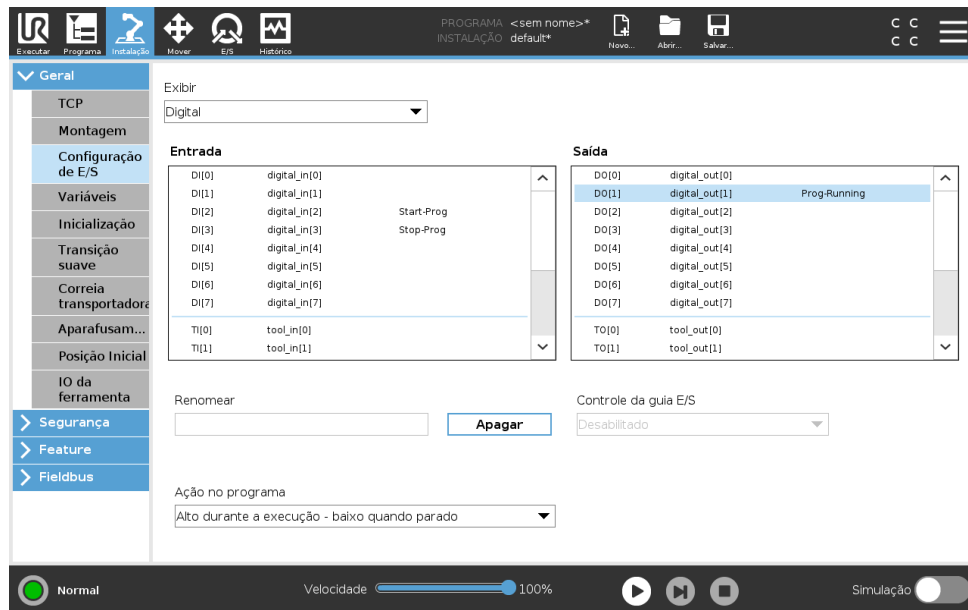 PROGRAMA <sem nome>*
INSTALAÇÃO default*
Executar Programa Instalação Mover E/S Histórico Novo... Abrir... Salvar...
C C
C C
Geral
TCP
Montagem
Configuração
de E/S
Variáveis
Inicialização
Transição
suave
Correia
transportadora
Aparafusam...
Posição Inicial
IO da
ferramenta
Segurança
Feature
Fieldbus
Exibir
Digital
Entrada
DI[0] digital_in[0]
DI[1] digital_in[1]
DI[2] digital_in[2] Start-Prog
DI[3] digital_in[3] Stop-Prog
DI[4] digital_in[4]
DI[5] digital_in[5]
DI[6] digital_in[6]
DI[7] digital_in[7]
TI[0] tool_in[0]
TI[1] tool_in[1]
Saída
DO[0] digital_out[0]
DO[1] digital_out[1] Prog-Running
DO[2] digital_out[2]
DO[3] digital_out[3]
DO[4] digital_out[4]
DO[5] digital_out[5]
DO[6] digital_out[6]
DO[7] digital_out[7]
TO[0] tool_out[0]
TO[1] tool_out[1]
Renomear
Apagar
Controle da guia E/S
Desabilitado
Ação no programa
Alto durante a execução - baixo quando parado
Normal Velocidade 100% Simulação